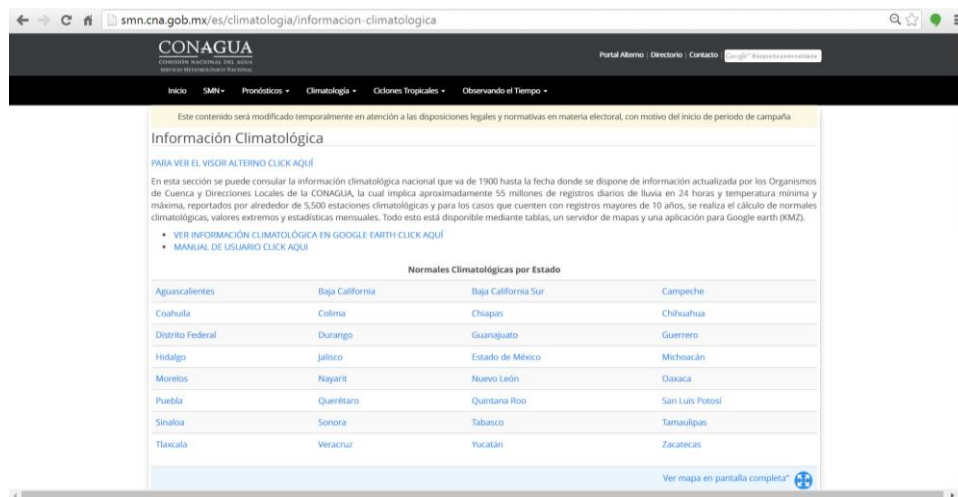 smn.cna.gob.mx/es/climatologia/informacion-climatologica
CONAGUA
COMISIÓN NACIONAL DEL AGUA
SERVICIO METEOROLÓGICO NACIONAL
Portal Alterno | Directorio | Contacto
Google Búsqueda personalizada
Inicio SMN Pronósticos Climatología Ciclones Tropicales Observando el Tiempo
Este contenido será modificado temporalmente en atención a las disposiciones legales y normativas en materia electoral, con motivo del inicio de periodo de campaña
Información Climatológica
PARA VER EL VISOR ALTERNO CLICK AQUÍ
En esta sección se puede consular la información climatológica nacional que va de 1900 hasta la fecha donde se dispone de información actualizada por los Organismos
de Cuenca y Direcciones Locales de la CONAGUA, la cual implica aproximadamente 55 millones de registros diarios de lluvia en 24 horas y temperatura mínima y
máxima, reportados por alrededor de 5,500 estaciones climatológicas y para los casos que cuenten con registros mayores de 10 años, se realiza el cálculo de normales
climatológicas, valores extremos y estadísticas mensuales. Todo esto está disponible mediante tablas, un servidor de mapas y una aplicación para Google earth (KMZ).
• VER INFORMACIÓN CLIMATOLÓGICA EN GOOGLE EARTH CLICK AQUÍ
• MANUAL DE USUARIO CLICK AQUI
Normales Climatológicas por Estado
Aguascalientes Baja California Baja California Sur Campeche
Coahuila Colima Chiapas Chihuahua
Distrito Federal Durango Guanajuato Guerrero
Hidalgo Jalisco Estado de México Michoacán
Morelos Nayarit Nuevo León Oaxaca
Puebla Querétaro Quintana Roo San Luis Potosí
Sinaloa Sonora Tabasco Tamaulipas
Tlaxcala Veracruz Yucatán Zacatecas
Ver mapa en pantalla completa"